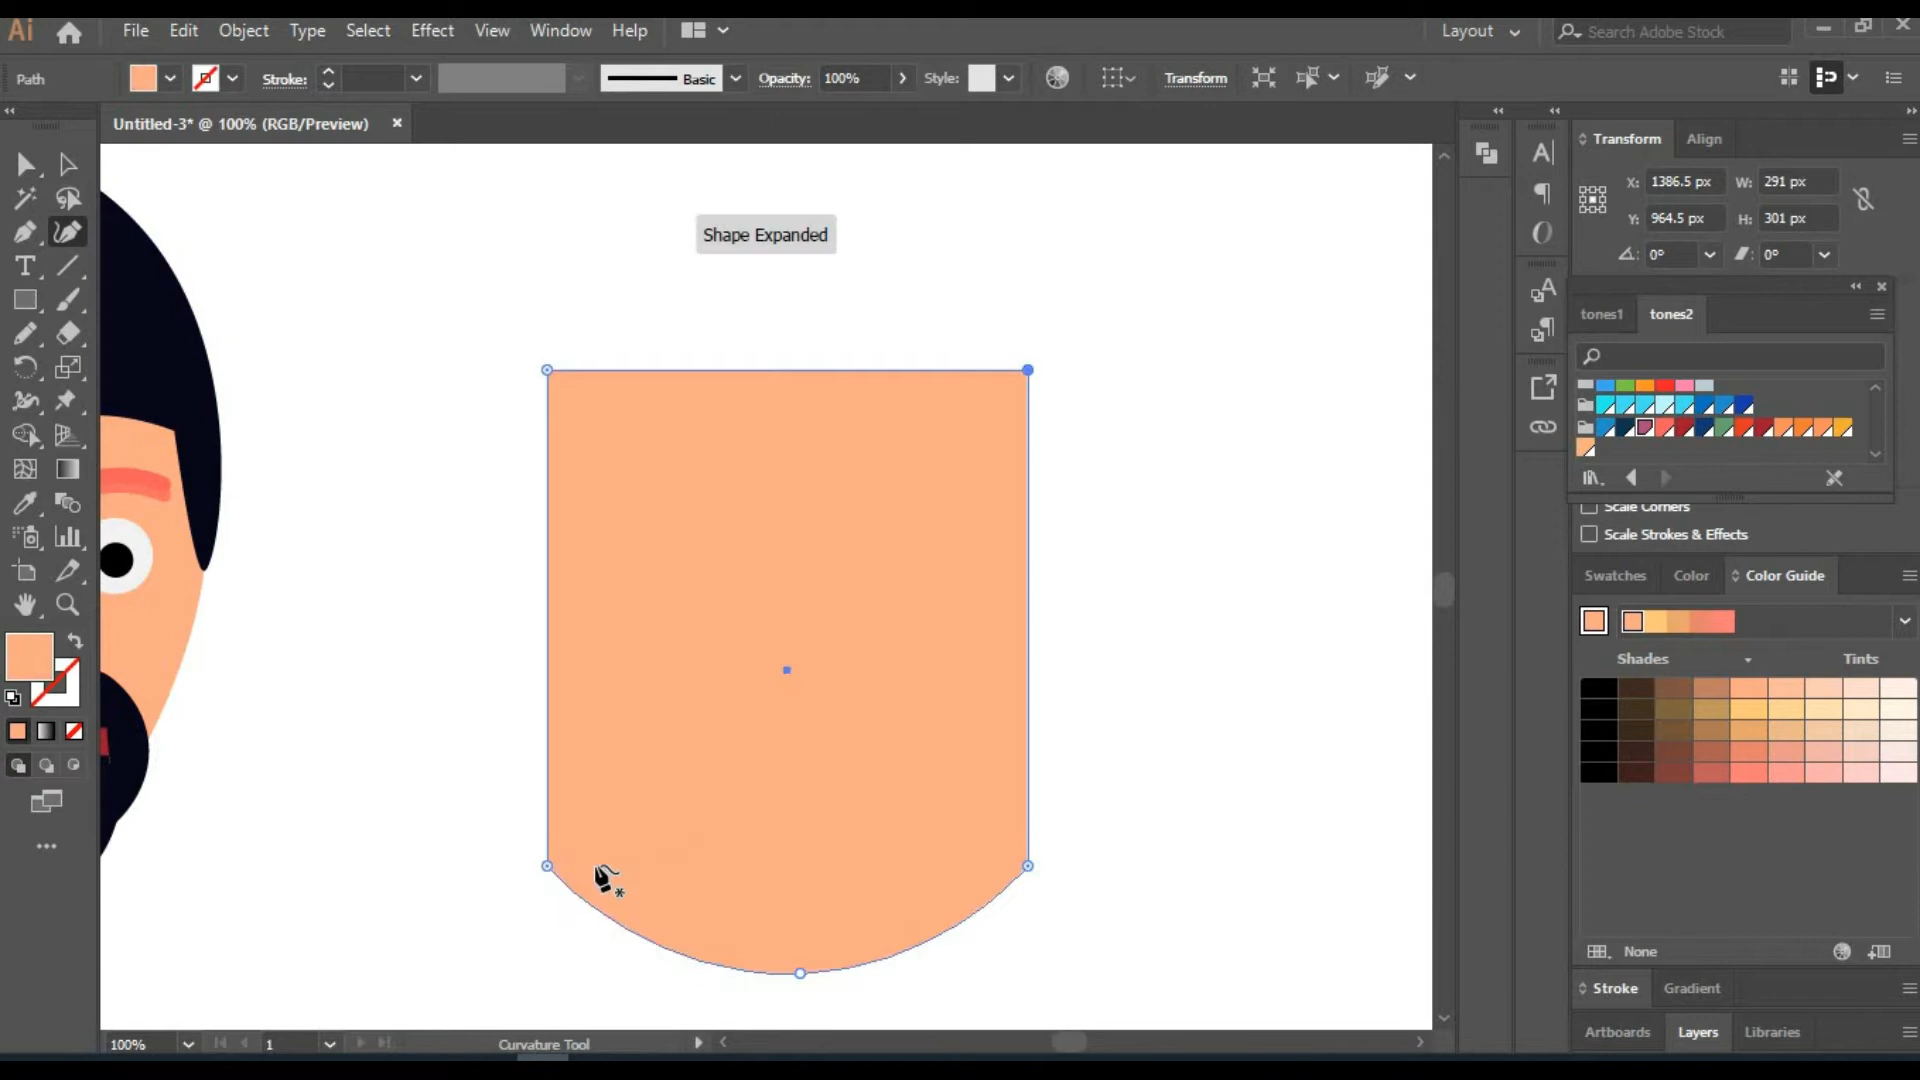 Ai File Edit Object Type Select Effect View Window Help Layout Search Adobe Stock
Path Stroke: Basic Opacity: 100% Style: Transform
Untitled-3* @ 100% (RGB/Preview)
Transform Align
X: 1386.5 px W: 291 px
Y: 964.5 px H: 301 px
0° 0°
Shape Expanded
tones1 tones2
Scale Corners
Scale Strokes & Effects
Swatches Color Color Guide
Shades Tints
None
Stroke Gradient
Artboards Layers Libraries
100% 1 Curvature Tool